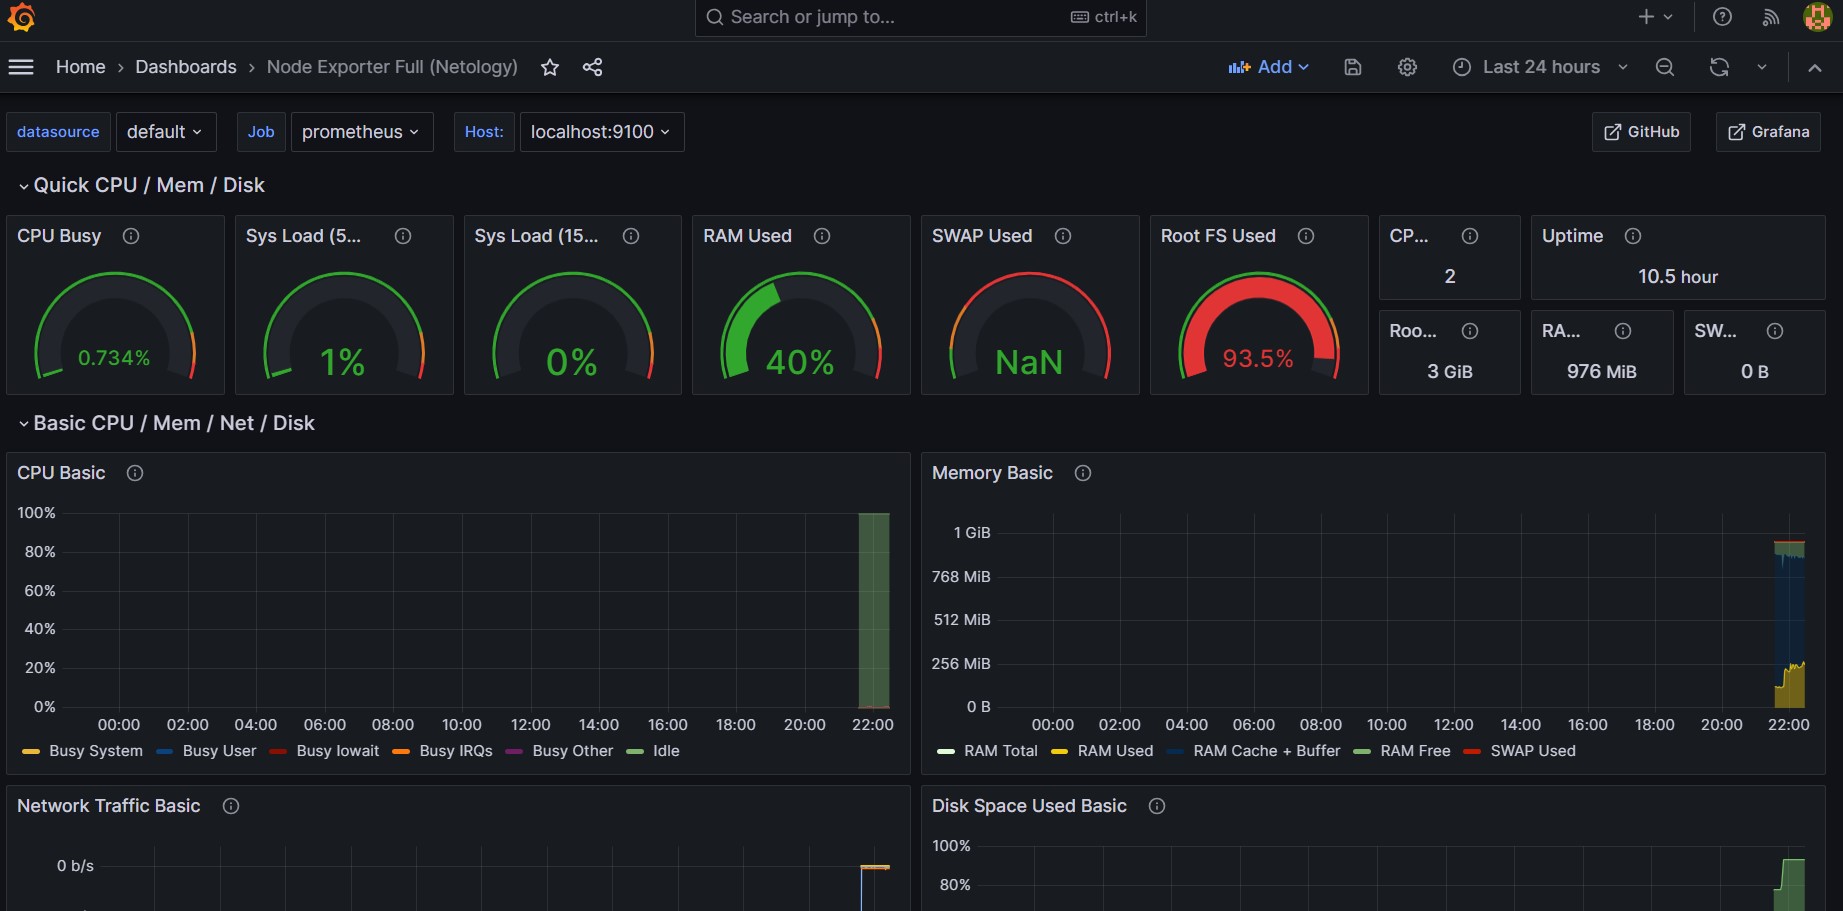 Search or jump to... ctrl+k
Home › Dashboards › Node Exporter Full (Netology) Add Last 24 hours
datasource default Job prometheus Host: localhost:9100 GitHub Grafana
Quick CPU / Mem / Disk
CPU Busy
0.734%
Sys Load (5...
1%
Sys Load (15...
0%
RAM Used
40%
SWAP Used
NaN
Root FS Used
93.5%
CP...
2
Uptime
10.5 hour
Roo...
3 GiB
RA...
976 MiB
SW...
0 B
Basic CPU / Mem / Net / Disk
CPU Basic
100%
80%
60%
40%
20%
0%
00:00 02:00 04:00 06:00 08:00 10:00 12:00 14:00 16:00 18:00 20:00 22:00
Busy System Busy User Busy Iowait Busy IRQs Busy Other Idle
Memory Basic
1 GiB
768 MiB
512 MiB
256 MiB
0 B
00:00 02:00 04:00 06:00 08:00 10:00 12:00 14:00 16:00 18:00 20:00 22:00
RAM Total RAM Used RAM Cache + Buffer RAM Free SWAP Used
Network Traffic Basic
0 b/s
Disk Space Used Basic
100%
80%